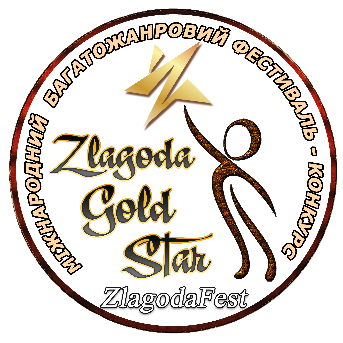 МІЖНАРОДНИЙ БАГАТОЖАНРОВИЙ ФЕСТИВАЛЬ - КОНКУРС
Zlagoda
Gold
Star
ZlagodaFest